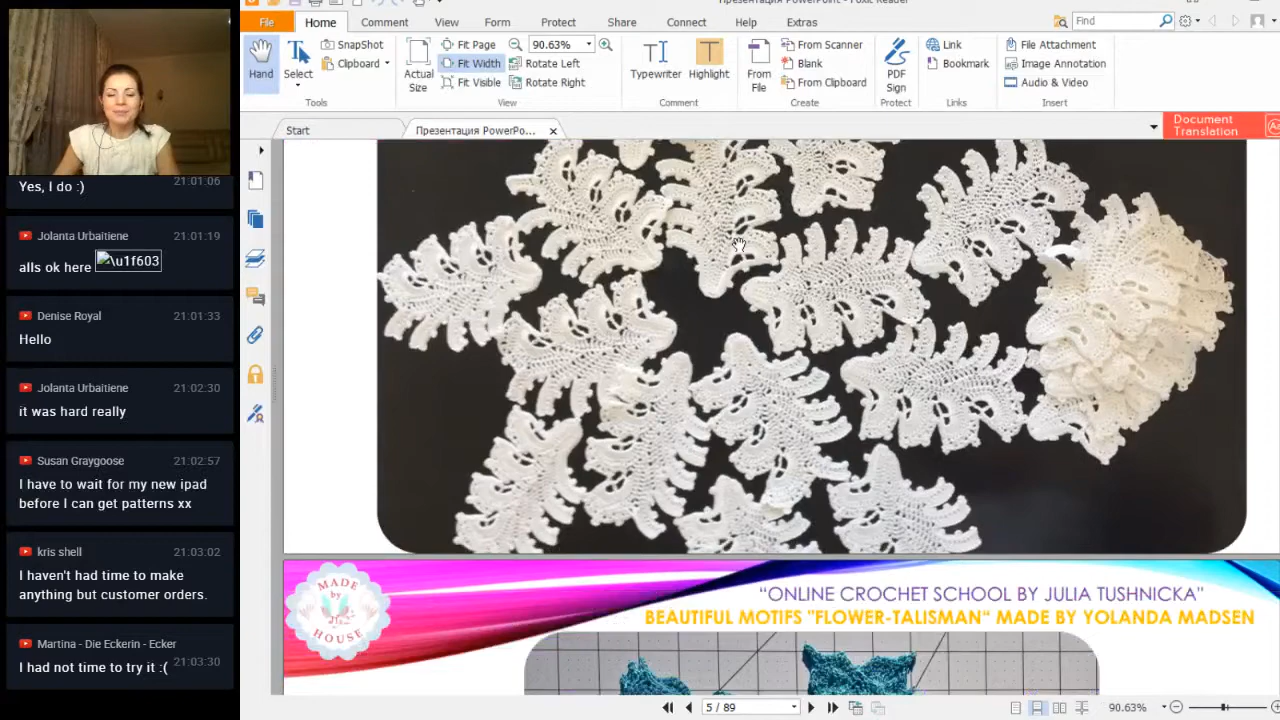 Презентация PowerPoint - Foxit Reader
File
Home
Comment
View
Form
Protect
Share
Connect
Help
Extras
Find
Hand
Select
SnapShot
Clipboard
Tools
Actual Size
Fit Page
Fit Width
Fit Visible
90.63%
Rotate Left
Rotate Right
View
Typewriter
Highlight
Comment
From File
From Scanner
Blank
From Clipboard
Create
PDF Sign
Protect
Link
Bookmark
Links
File Attachment
Image Annotation
Audio & Video
Insert
Start
Презентация PowerPo...
Document
Translation
Yes, I do :)
21:01:06
Jolanta Urbaitiene 21:01:19
alls ok here \u1f603
Denise Royal 21:01:33
Hello
Jolanta Urbaitiene 21:02:30
it was hard really
Susan Graygoose 21:02:57
I have to wait for my new ipad
before I can get patterns xx
kris shell 21:03:02
I haven't had time to make
anything but customer orders.
Martina - Die Eckerin - Ecker
I had not time to try it :( 21:03:30
MADE
by
HOUSE
“ONLINE CROCHET SCHOOL BY JULIA TUSHNICKA”
BEAUTIFUL MOTIFS "FLOWER-TALISMAN“ MADE BY YOLANDA MADSEN
5 / 89
90.63%